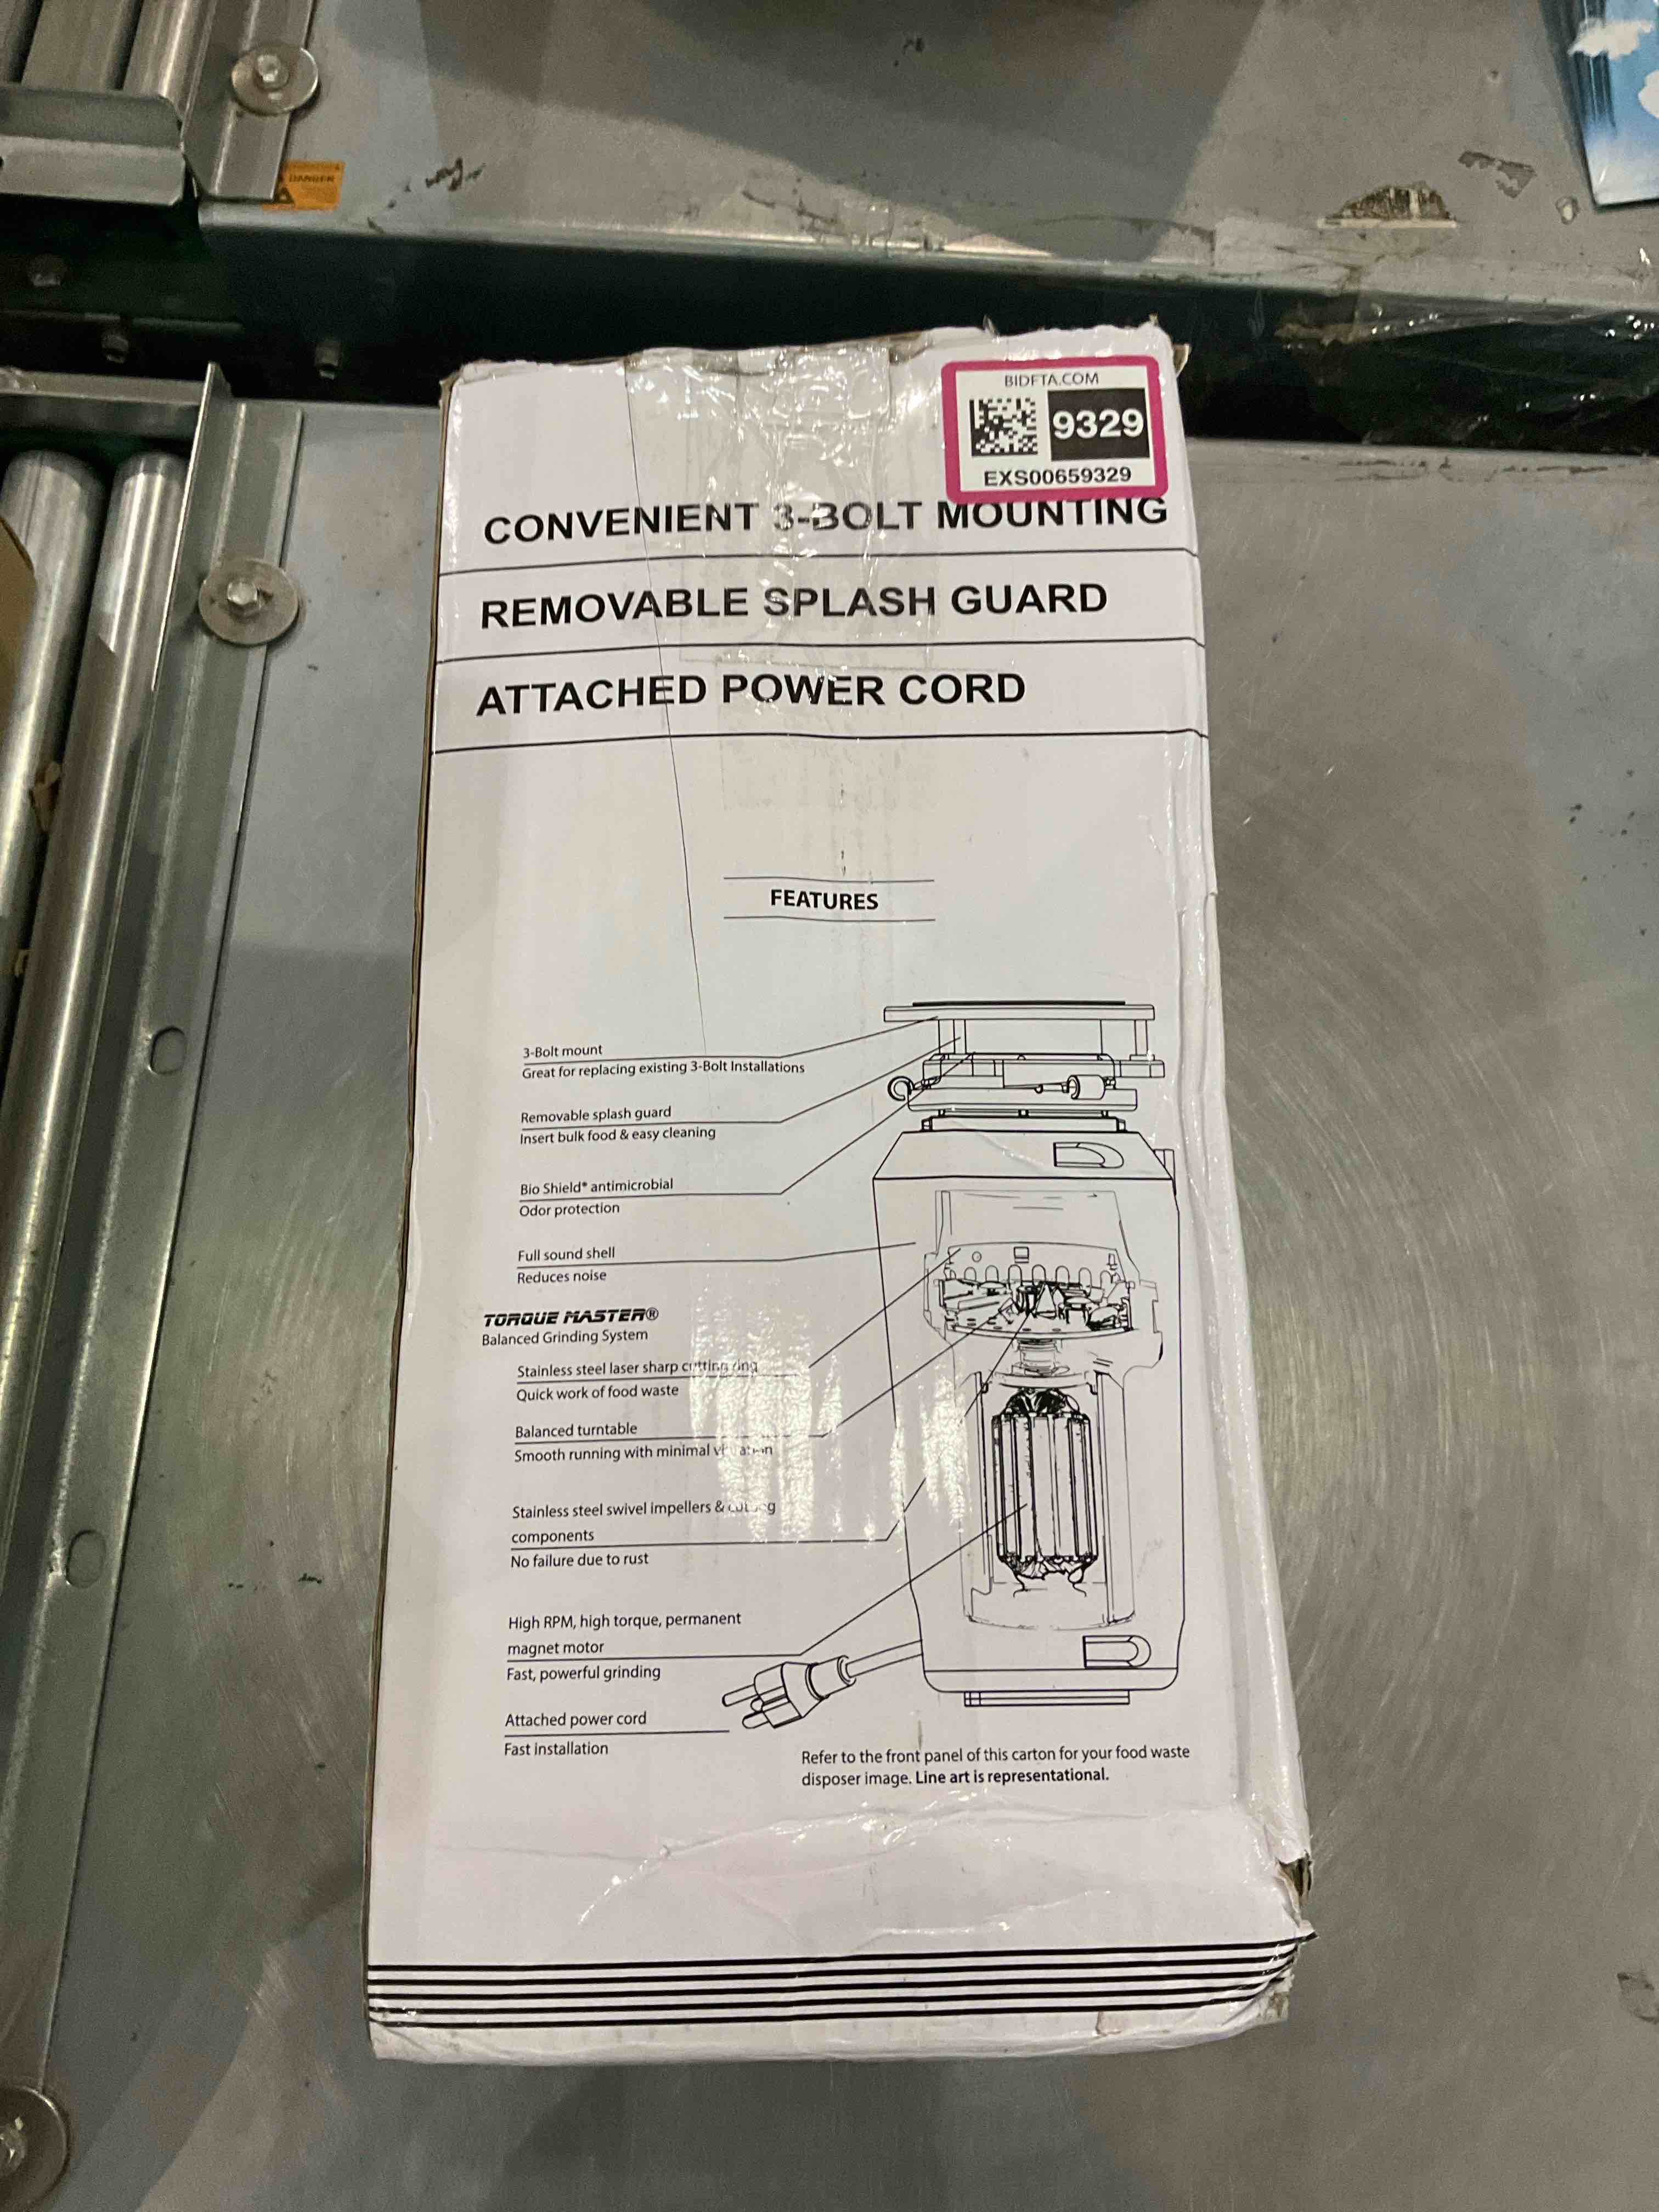 DANGER
BIDFTA.COM
9329
EXS00659329
CONVENIENT 3-BOLT MOUNTING
REMOVABLE SPLASH GUARD
ATTACHED POWER CORD
FEATURES
3-Bolt mount
Great for replacing existing 3-Bolt Installations
Removable splash guard
Insert bulk food & easy cleaning
Bio Shield® antimicrobial
Odor protection
Full sound shell
Reduces noise
TORQUE MASTER®
Balanced Grinding System
Stainless steel laser sharp cutting ring
Quick work of food waste
Balanced turntable
Smooth running with minimal vibration
Stainless steel swivel impellers & cutting
components
No failure due to rust
High RPM, high torque, permanent
magnet motor
Fast, powerful grinding
Attached power cord
Fast installation
Refer to the front panel of this carton for your food waste
disposer image. Line art is representational.